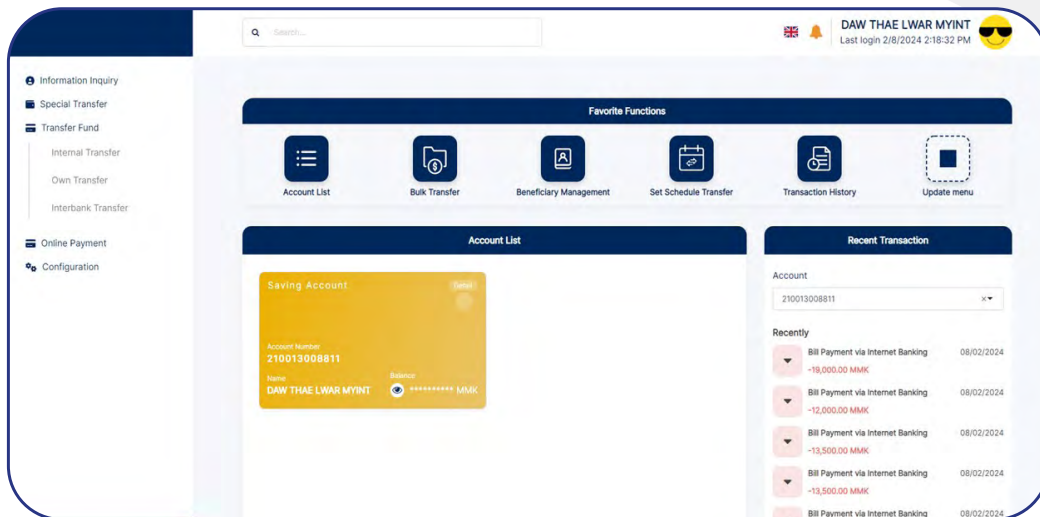 Search...
DAW THAE LWAR MYINT
Last login 2/8/2024 2:18:32 PM
Information Inquiry
Special Transfer
Transfer Fund
Internal Transfer
Own Transfer
Interbank Transfer
Online Payment
Configuration
Favorite Functions
Account List
Bulk Transfer
Beneficiary Management
Set Schedule Transfer
Transaction History
Update menu
Account List
Saving Account
Detail
Account Number
210013008811
Name
Balance
DAW THAE LWAR MYINT
********** MMK
Recent Transaction
Account
210013008811
Recently
Bill Payment via Internet Banking 08/02/2024
-19,000.00 MMK
Bill Payment via Internet Banking 08/02/2024
-12,000.00 MMK
Bill Payment via Internet Banking 08/02/2024
-13,500.00 MMK
Bill Payment via Internet Banking 08/02/2024
-13,500.00 MMK
Bill Payment via Internet Banking 08/02/2024